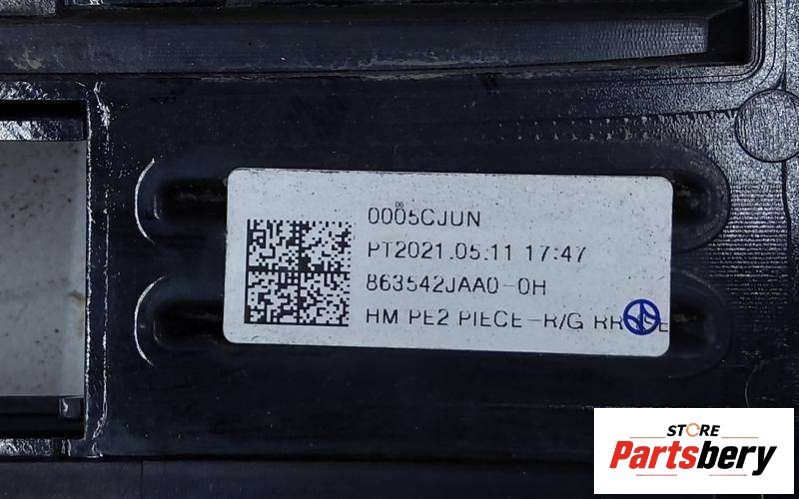 0005CJUN
PT2021.05.11 17:47
863542JAA0-0H
HM PE2 PIECE-R/G
STORE
Partsbery